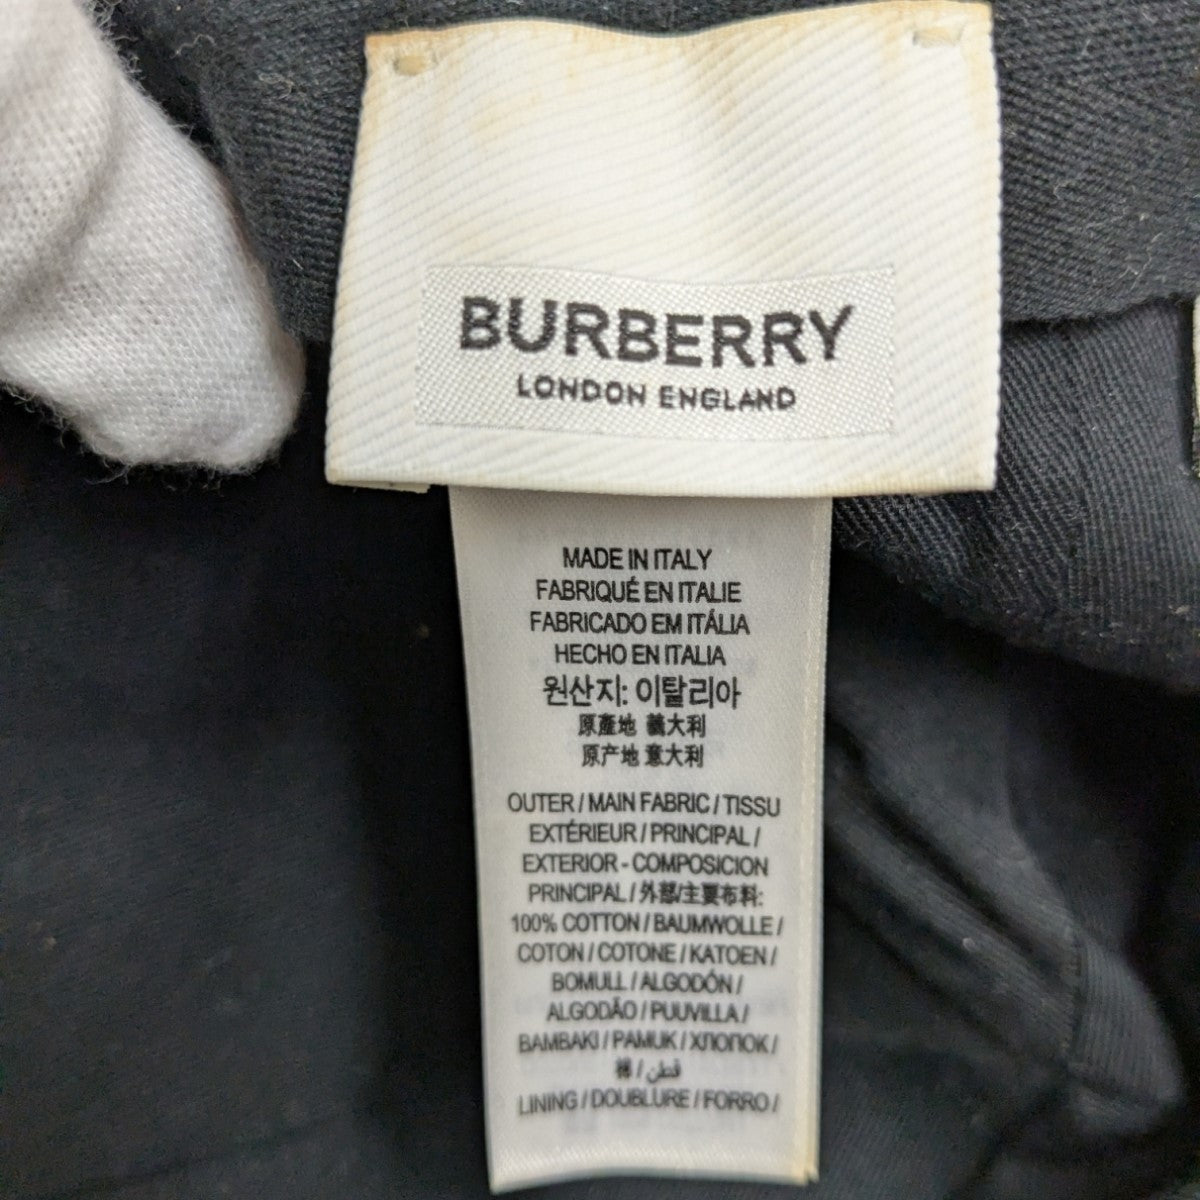 BURBERRY
LONDON ENGLAND
MADE IN ITALY
FABRIQUÉ EN ITALIE
FABRICADO EM ITÁLIA
HECHO EN ITALIA
원산지: 이탈리아
原產地 義大利
原产地 意大利
OUTER / MAIN FABRIC / TISSU
EXTÉRIEUR / PRINCIPAL /
EXTERIOR - COMPOSICION
PRINCIPAL / 外部/主要布料:
100% COTTON / BAUMWOLLE /
COTON / COTONE / KATOEN /
BOMULL / ALGODÓN /
ALGODÃO / PUUVILLA /
BAMBAKI / PAMUK / ХЛОПОК /
棉 / قطن
LINING / DOUBLURE / FORRO /